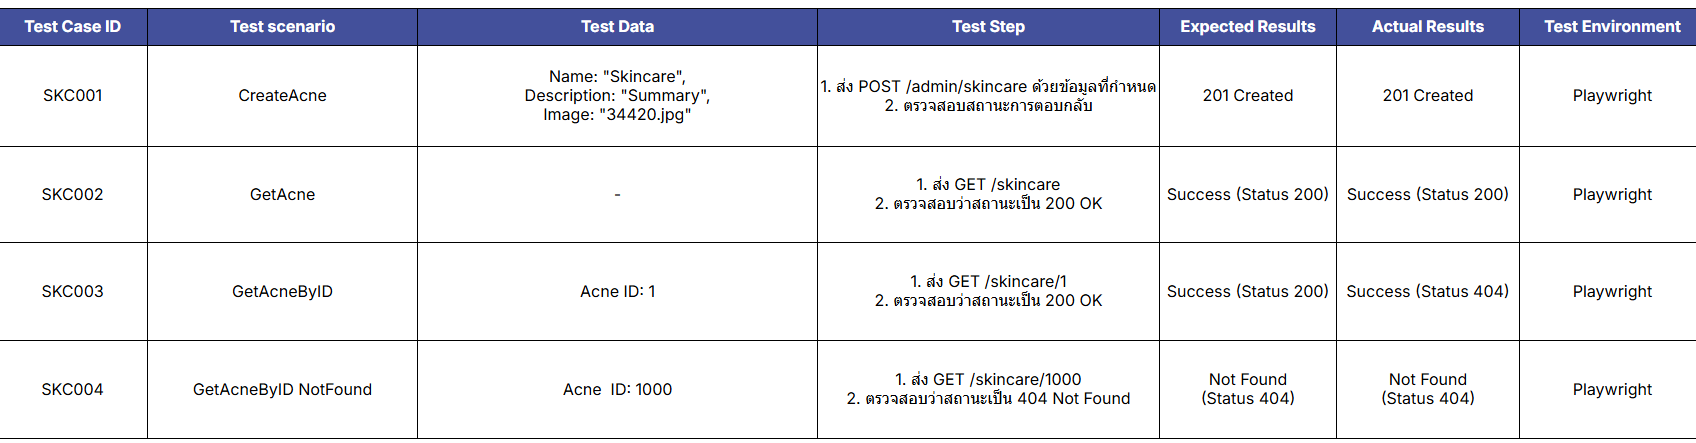 Test Case ID Test scenario Test Data Test Step Expected Results Actual Results Test Environment
SKC001
CreateAcne
Name: "Skincare",
Description: "Summary",
Image: "34420.jpg"
1. ส่ง POST /admin/skincare ด้วยข้อมูลที่กำหนด
2. ตรวจสอบสถานะการตอบกลับ
201 Created
201 Created
Playwright
SKC002
GetAcne
-
1. ส่ง GET /skincare
2. ตรวจสอบว่าสถานะเป็น 200 OK
Success (Status 200)
Success (Status 200)
Playwright
SKC003
GetAcneByID
Acne ID: 1
1. ส่ง GET /skincare/1
2. ตรวจสอบว่าสถานะเป็น 200 OK
Success (Status 200)
Success (Status 404)
Playwright
SKC004
GetAcneByID NotFound
Acne  ID: 1000
1. ส่ง GET /skincare/1000
2. ตรวจสอบว่าสถานะเป็น 404 Not Found
Not Found
(Status 404)
Not Found
(Status 404)
Playwright